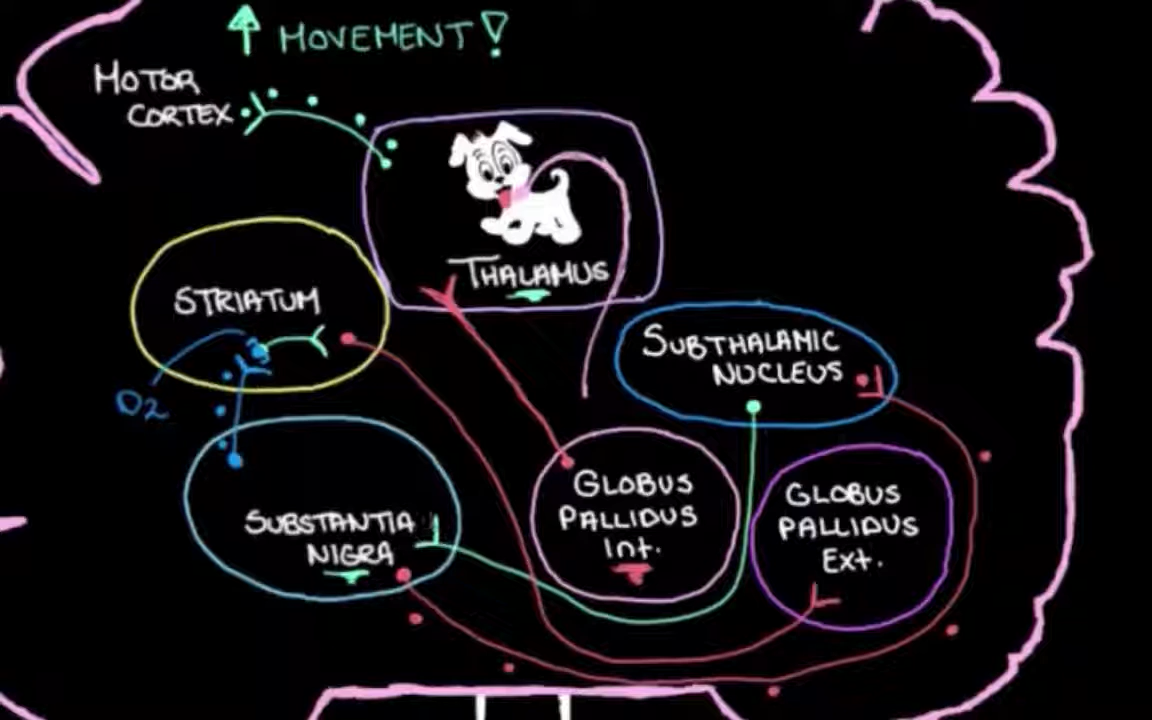 ↑ MOVEMENT!
MOTOR
CORTEX
THALAMUS
STRIATUM
D2
SUBTHALAMIC
NUCLEUS
SUBSTANTIA
NIGRA
GLOBUS
PALLIDUS
Int.
GLOBUS
PALLIDUS
Ext.